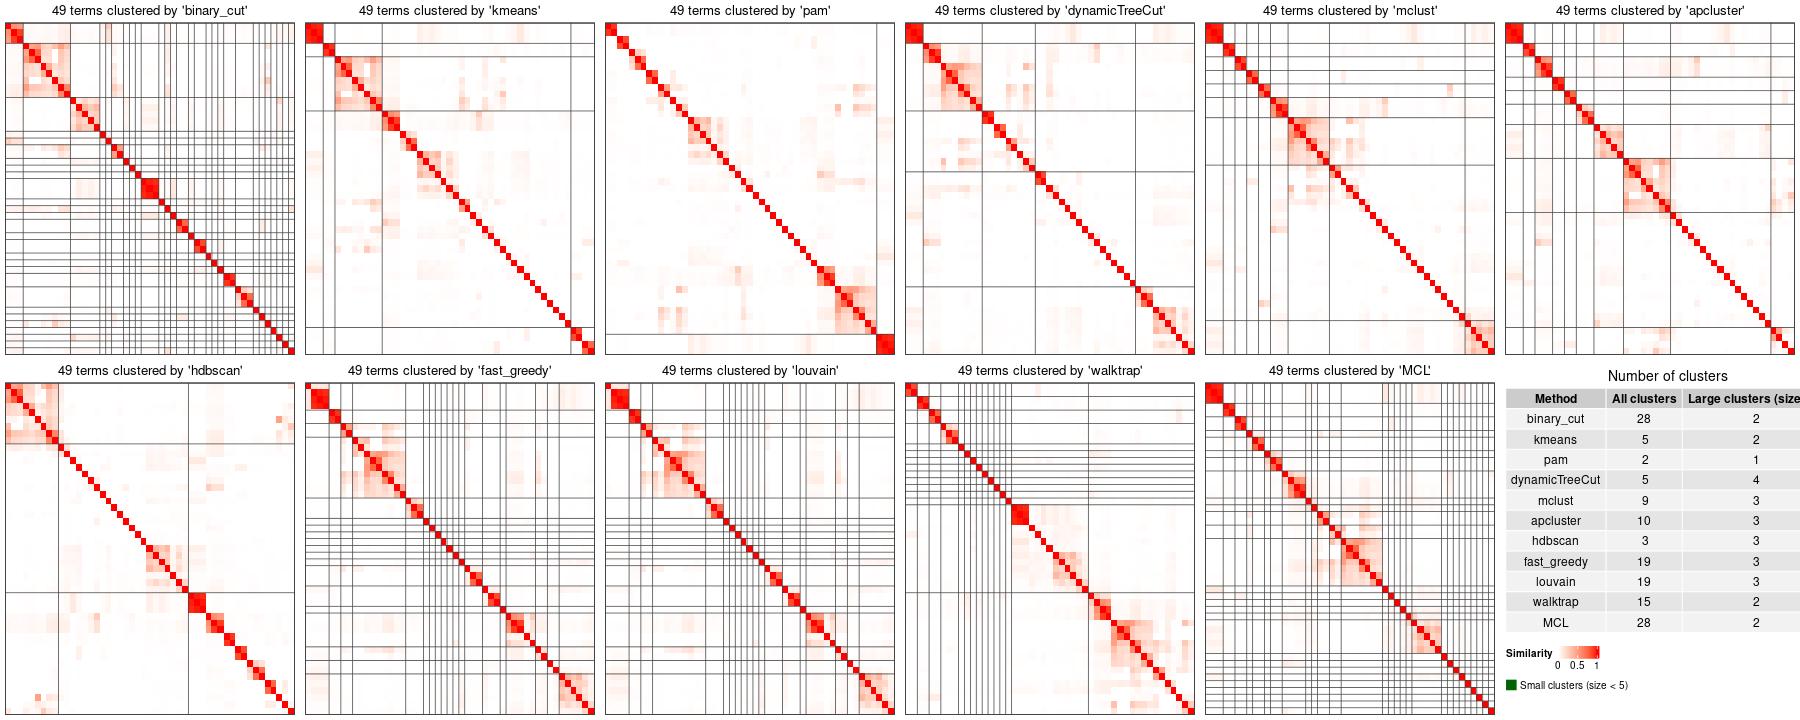 49 terms clustered by 'binary_cut'
49 terms clustered by 'kmeans'
49 terms clustered by 'pam'
49 terms clustered by 'dynamicTreeCut'
49 terms clustered by 'mclust'
49 terms clustered by 'apcluster'
49 terms clustered by 'hdbscan'
49 terms clustered by 'fast_greedy'
49 terms clustered by 'louvain'
49 terms clustered by 'walktrap'
49 terms clustered by 'MCL'
Number of clusters
Method All clusters Large clusters (size
binary_cut 28 2
kmeans 5 2
pam 2 1
dynamicTreeCut 5 4
mclust 9 3
apcluster 10 3
hdbscan 3 3
fast_greedy 19 3
louvain 19 3
walktrap 15 2
MCL 28 2
Similarity
0 0.5 1
Small clusters (size < 5)